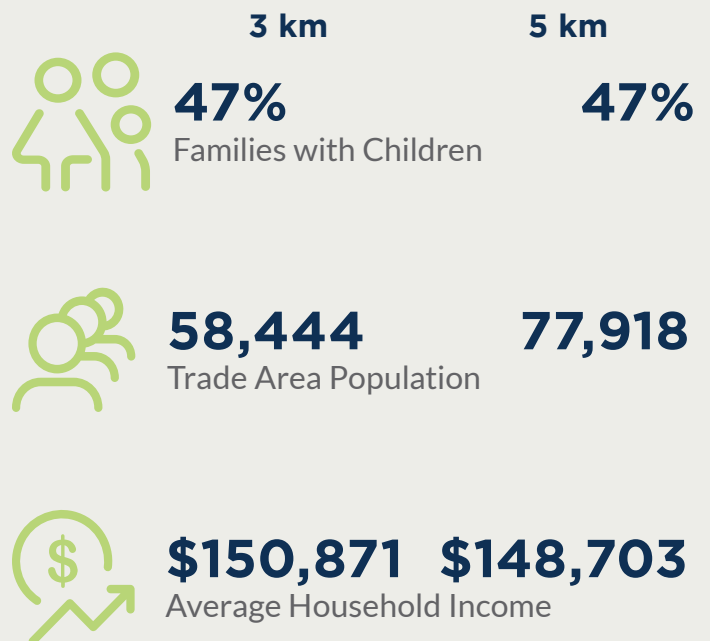 3 km 5 km
47% 47%
Families with Children
58,444 77,918
Trade Area Population
$
$150,871 $148,703
Average Household Income